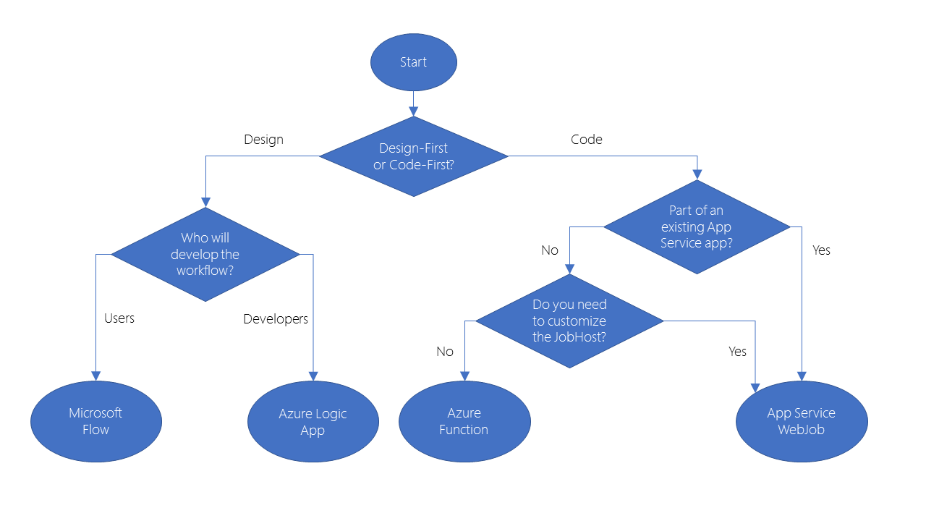 Start
Design
Code
Design-First
or Code-First?
Part of an
existing App
Service app?
Who will
develop the
workflow?
No
Yes
Do you need
to customize
the JobHost?
Users
Developers
No
Yes
Microsoft
Flow
Azure Logic
App
Azure
Function
App Service
WebJob